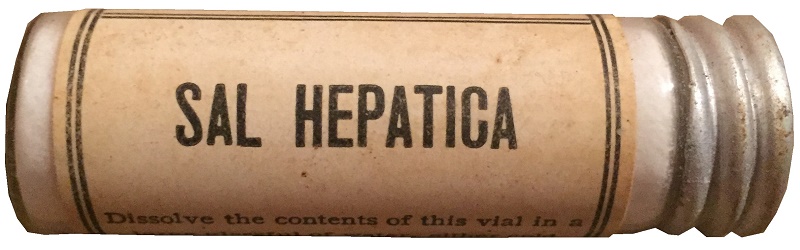 SAL HEPATICA
Dissolve the contents of this vial in a